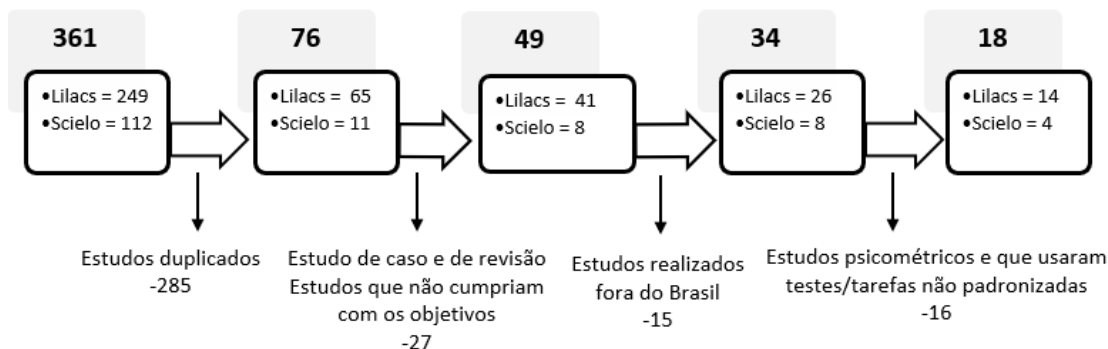 361
76
49
34
18
•Lilacs = 249
•Scielo = 112
•Lilacs = 65
•Scielo = 11
•Lilacs = 41
•Scielo = 8
•Lilacs = 26
•Scielo = 8
•Lilacs = 14
•Scielo = 4
Estudos duplicados
-285
Estudo de caso e de revisão
Estudos que não cumpriam
com os objetivos
-27
Estudos realizados
fora do Brasil
-15
Estudos psicométricos e que usaram
testes/tarefas não padronizadas
-16